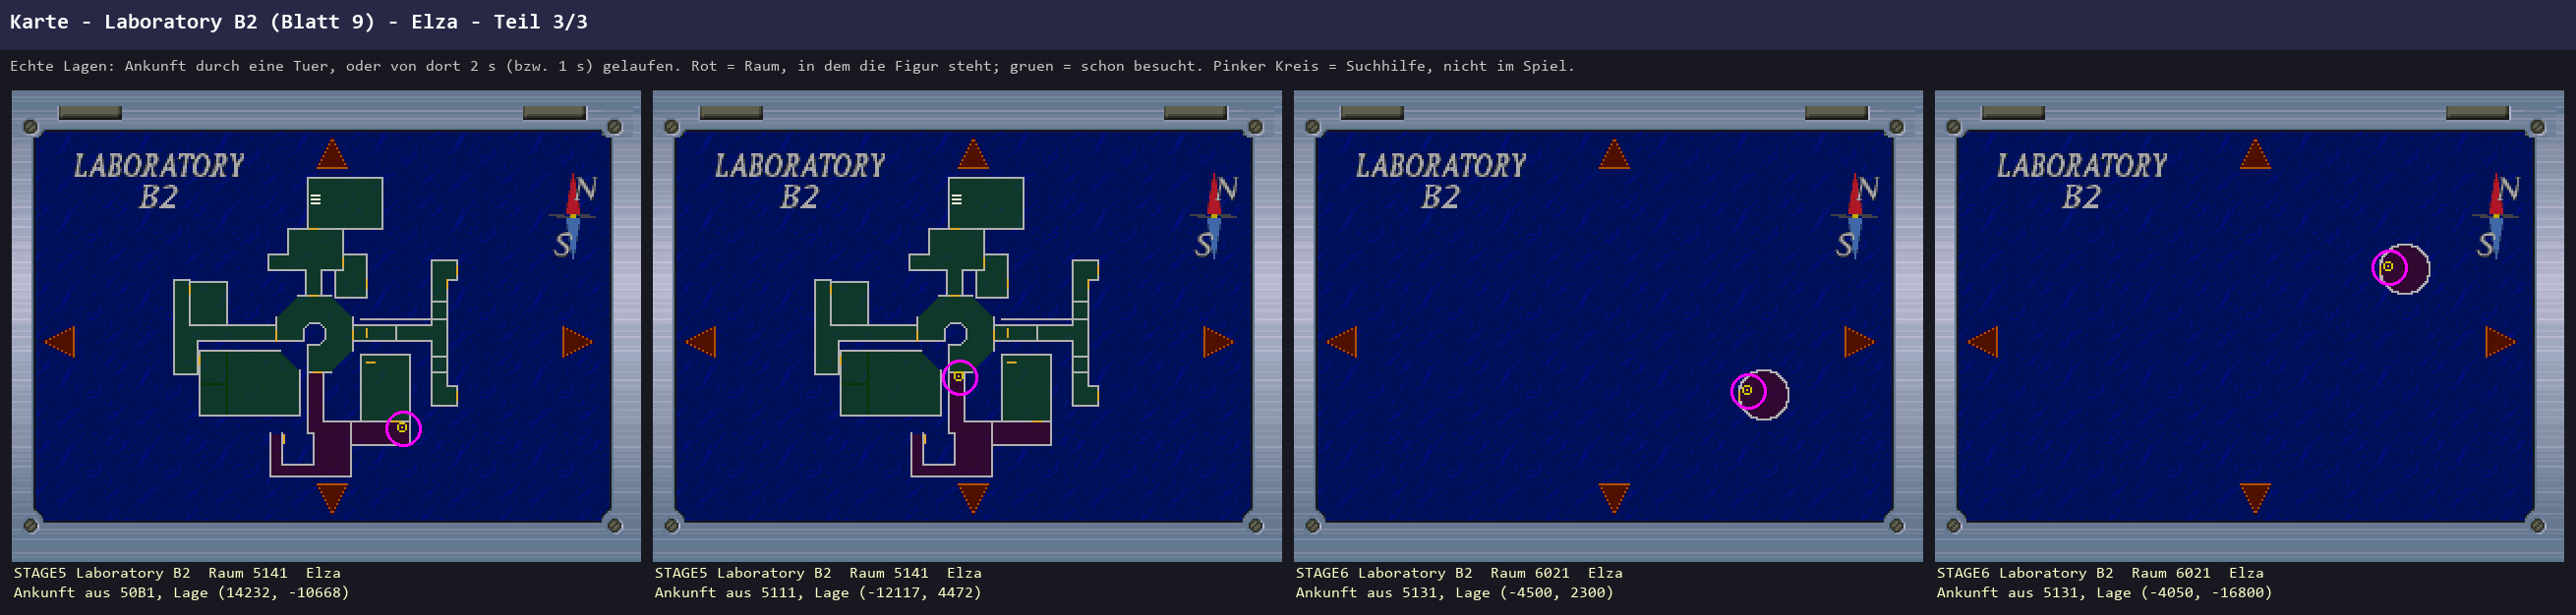 Karte - Laboratory B2 (Blatt 9) - Elza - Teil 3/3
Echte Lagen: Ankunft durch eine Tuer, oder von dort 2 s (bzw. 1 s) gelaufen. Rot = Raum, in dem die Figur steht; gruen = schon besucht. Pinker Kreis = Suchhilfe, nicht im Spiel.
LABORATORY
B2
N
S
LABORATORY
B2
N
S
LABORATORY
B2
N
S
LABORATORY
B2
N
S
STAGE5 Laboratory B2 Raum 5141 Elza
Ankunft aus 50B1, Lage (14232, -10668)
STAGE5 Laboratory B2 Raum 5141 Elza
Ankunft aus 5111, Lage (-12117, 4472)
STAGE6 Laboratory B2 Raum 6021 Elza
Ankunft aus 5131, Lage (-4500, 2300)
STAGE6 Laboratory B2 Raum 6021 Elza
Ankunft aus 5131, Lage (-4050, -16800)